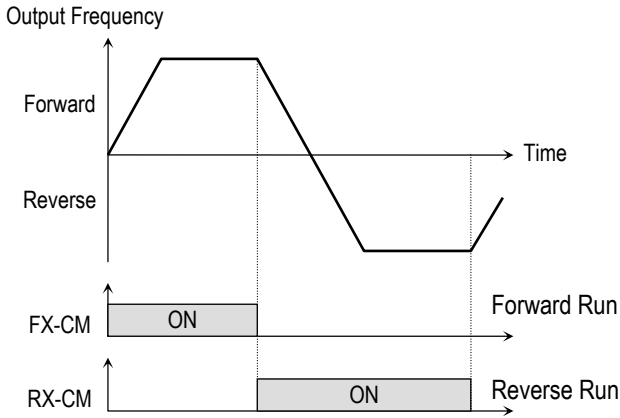 Output Frequency
Forward
Time
Reverse
Forward Run
FX-CM
ON
RX-CM
ON
Reverse Run